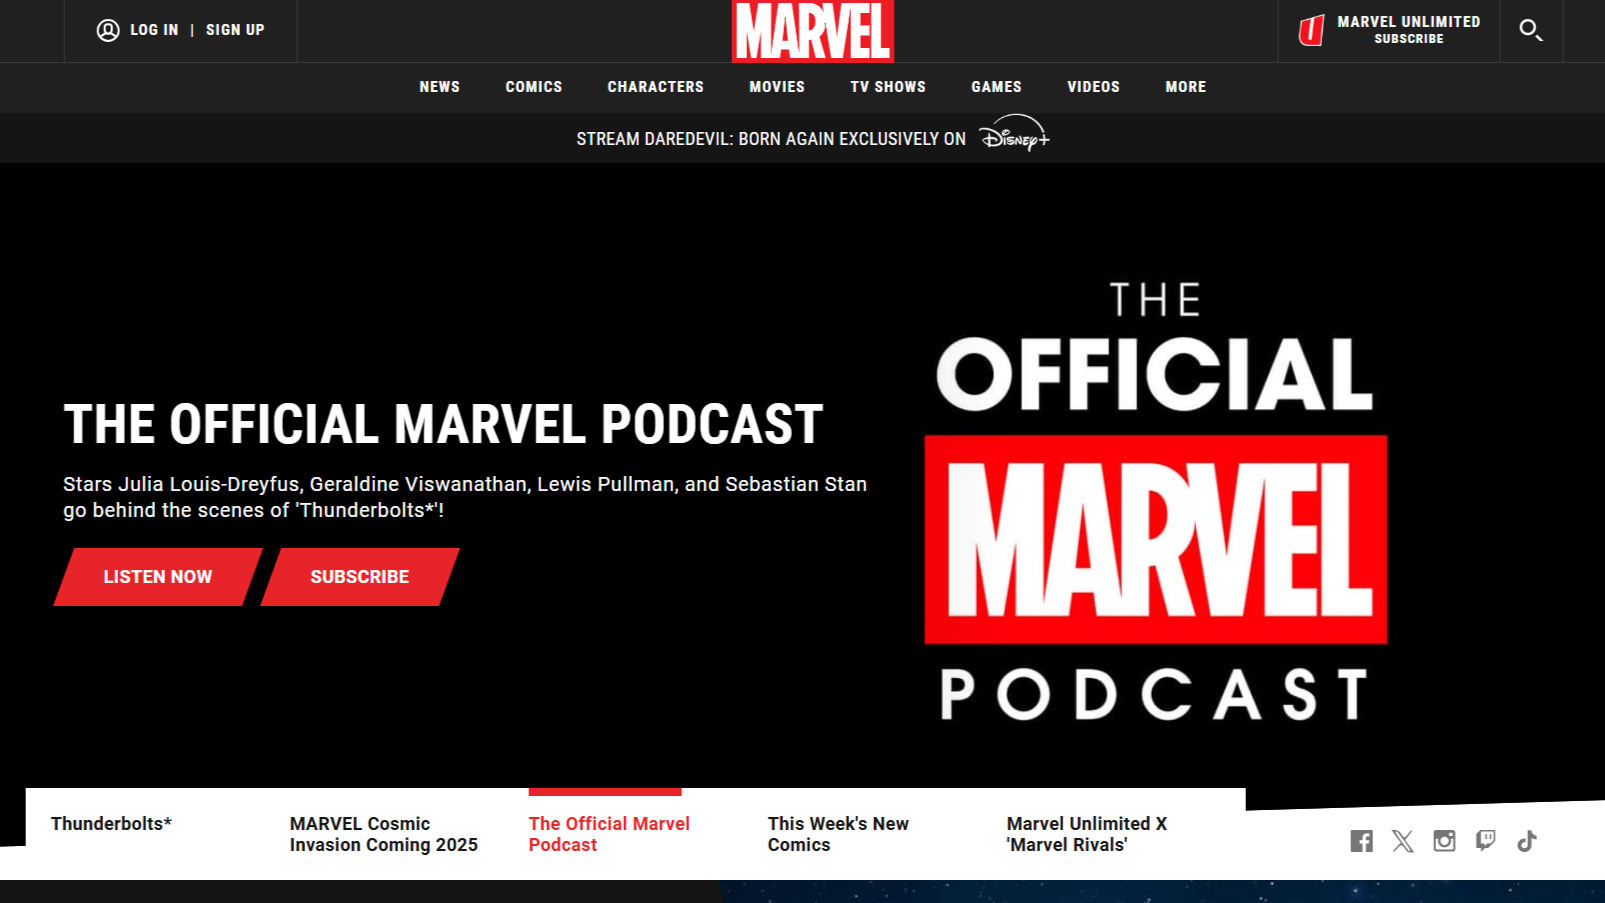 LOG IN | SIGN UP
MARVEL
MARVEL UNLIMITED
SUBSCRIBE
NEWS COMICS CHARACTERS MOVIES TV SHOWS GAMES VIDEOS MORE
STREAM DAREDEVIL: BORN AGAIN EXCLUSIVELY ON Disney+
THE OFFICIAL MARVEL PODCAST
Stars Julia Louis-Dreyfus, Geraldine Viswanathan, Lewis Pullman, and Sebastian Stan
go behind the scenes of 'Thunderbolts*'!
LISTEN NOW SUBSCRIBE
THE
OFFICIAL
MARVEL
PODCAST
Thunderbolts*
MARVEL Cosmic
Invasion Coming 2025
The Official Marvel
Podcast
This Week's New
Comics
Marvel Unlimited X
'Marvel Rivals'